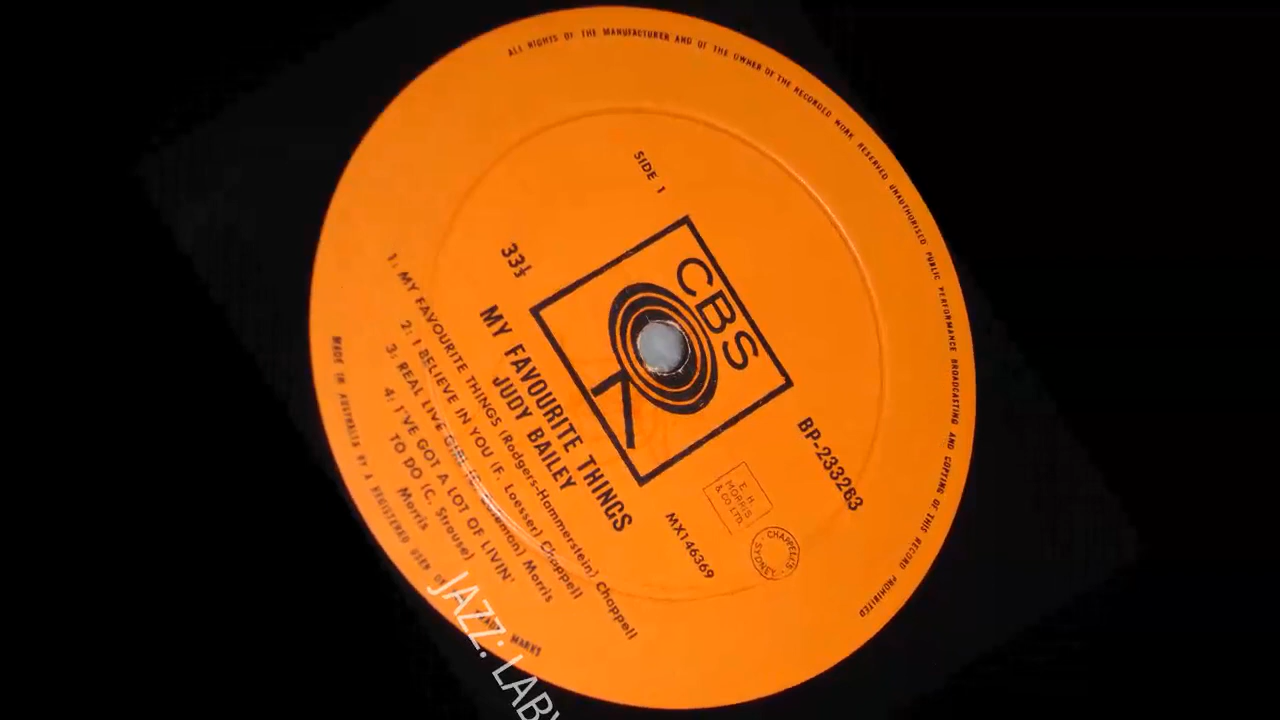 ALL RIGHTS OF THE MANUFACTURER AND OF THE OWNER OF THE RECORDED WORK RESERVED UNAUTHORISED PUBLIC PERFORMANCE BROADCASTING AND COPYING OF THIS RECORD PROHIBITED
SIDE 1
CBS
33⅓
BP-233263
MY FAVOURITE THINGS
JUDY BAILEY
E. H.
MORRIS
& CO LTD.
CHAPPELL'S
SYDNEY
MX146369
1: MY FAVOURITE THINGS (Rodgers-Hammerstein) Chappell
2: I BELIEVE IN YOU (F. Loesser) Chappell
3: REAL LIVE GIRL Morris
4: I'VE GOT A LOT OF LIVIN'
TO DO (C. Strouse)
Morris
MADE IN AUSTRALIA BY A REGISTERED USER OF MARKS
JAZZ: LABY